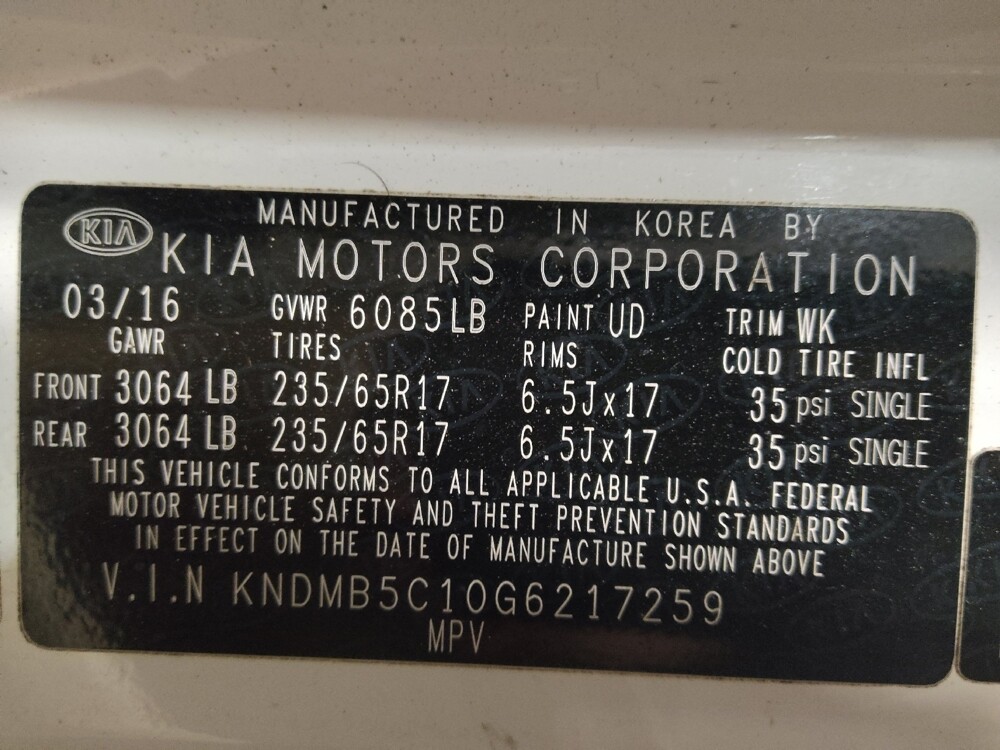 KIA MANUFACTURED IN KOREA BY
KIA MOTORS CORPORATION
03/16 GVWR 6085LB PAINT UD TRIM WK
GAWR TIRES RIMS COLD TIRE INFL
FRONT 3064 LB 235/65R17 6.5Jx17 35 psi SINGLE
REAR 3064 LB 235/65R17 6.5Jx17 35 psi SINGLE
THIS VEHICLE CONFORMS TO ALL APPLICABLE U.S.A. FEDERAL
MOTOR VEHICLE SAFETY AND THEFT PREVENTION STANDARDS
IN EFFECT ON THE DATE OF MANUFACTURE SHOWN ABOVE
V.I.N KNDMB5C10G6217259
MPV